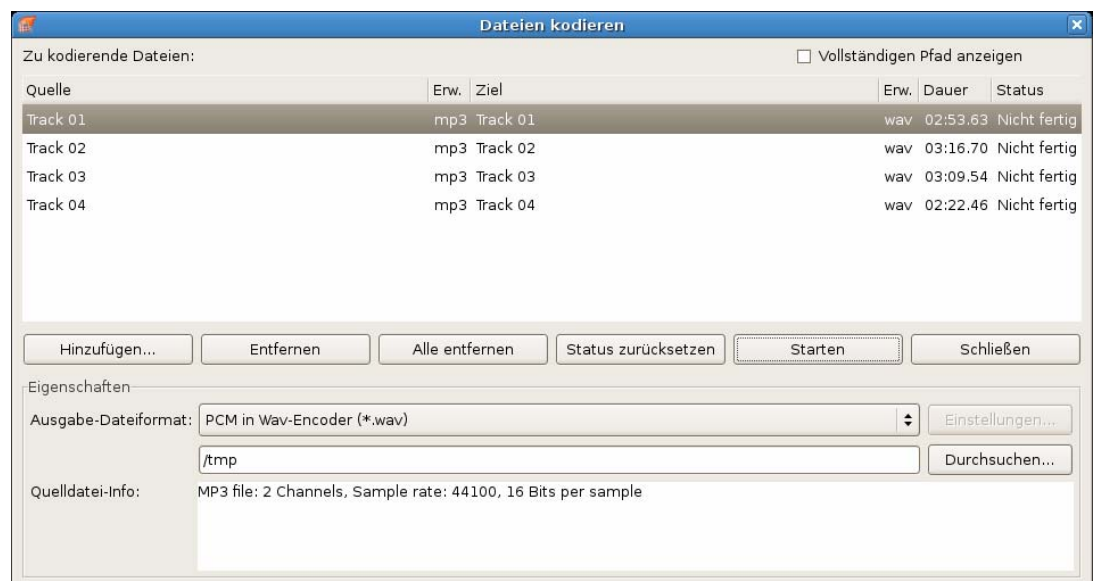 Dateien kodieren
Zu kodierende Dateien: Vollständigen Pfad anzeigen
Quelle Erw. Ziel Erw. Dauer Status
Track 01 mp3 Track 01 wav 02:53.63 Nicht fertig
Track 02 mp3 Track 02 wav 03:16.70 Nicht fertig
Track 03 mp3 Track 03 wav 03:09.54 Nicht fertig
Track 04 mp3 Track 04 wav 02:22.46 Nicht fertig
Hinzufügen... Entfernen Alle entfernen Status zurücksetzen Starten Schließen
Eigenschaften
Ausgabe-Dateiformat: PCM in Wav-Encoder (*.wav) Einstellungen...
/tmp Durchsuchen...
Quelldatei-Info: MP3 file: 2 Channels, Sample rate: 44100, 16 Bits per sample